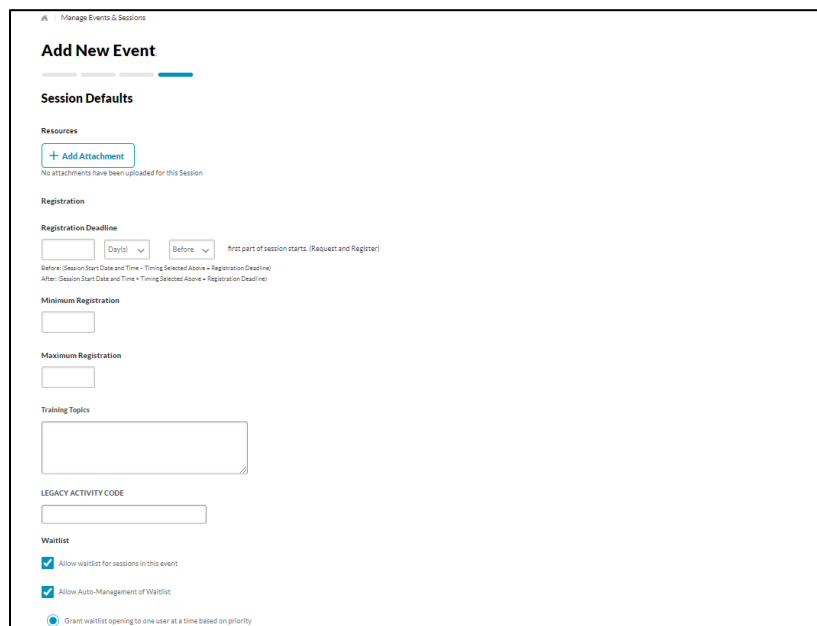 Manage Events & Sessions
Add New Event
Session Defaults
Resources
+ Add Attachment
No attachments have been uploaded for this Session
Registration
Registration Deadline
Day(s) Before first part of session starts. (Request and Register)
Before: (Session Start Date and Time - Timing Selected Above = Registration Deadline)
After: (Session Start Date and Time + Timing Selected Above = Registration Deadline)
Minimum Registration
Maximum Registration
Training Topics
LEGACY ACTIVITY CODE
Waitlist
Allow waitlist for sessions in this event
Allow Auto-Management of Waitlist
Grant waitlist opening to one user at a time based on priority